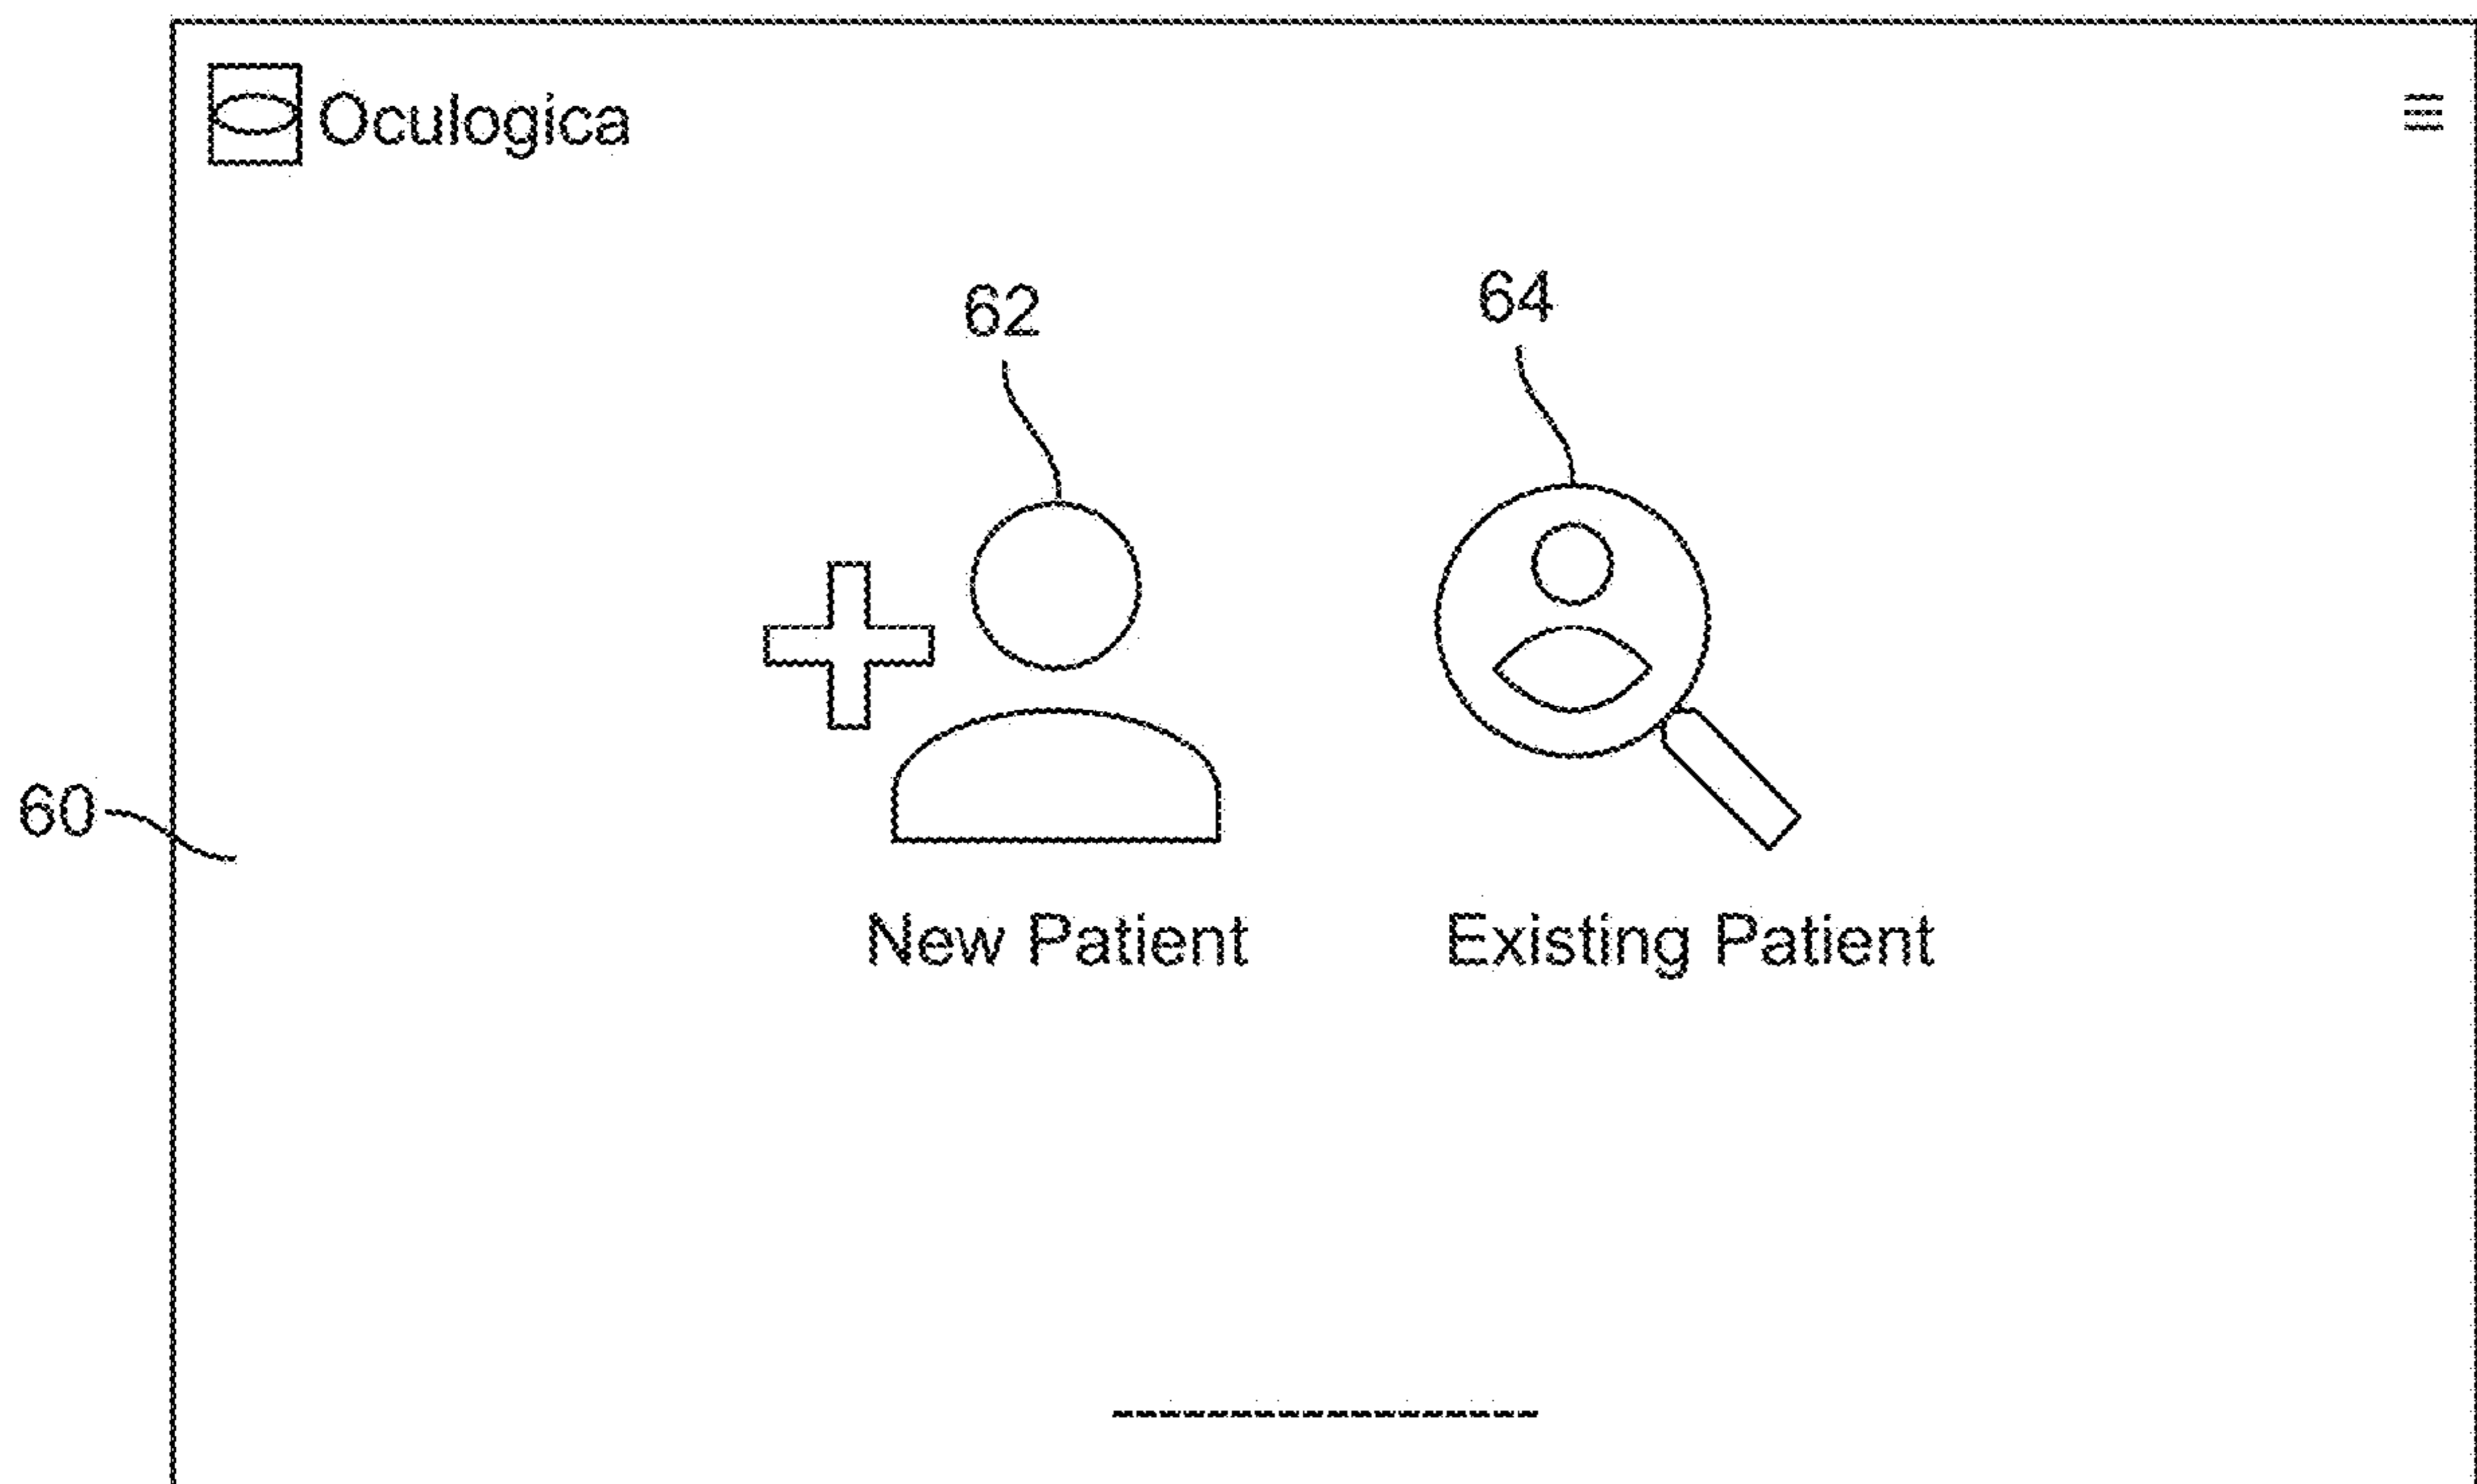 Oculogica
62
64
60
New Patient
Existing Patient